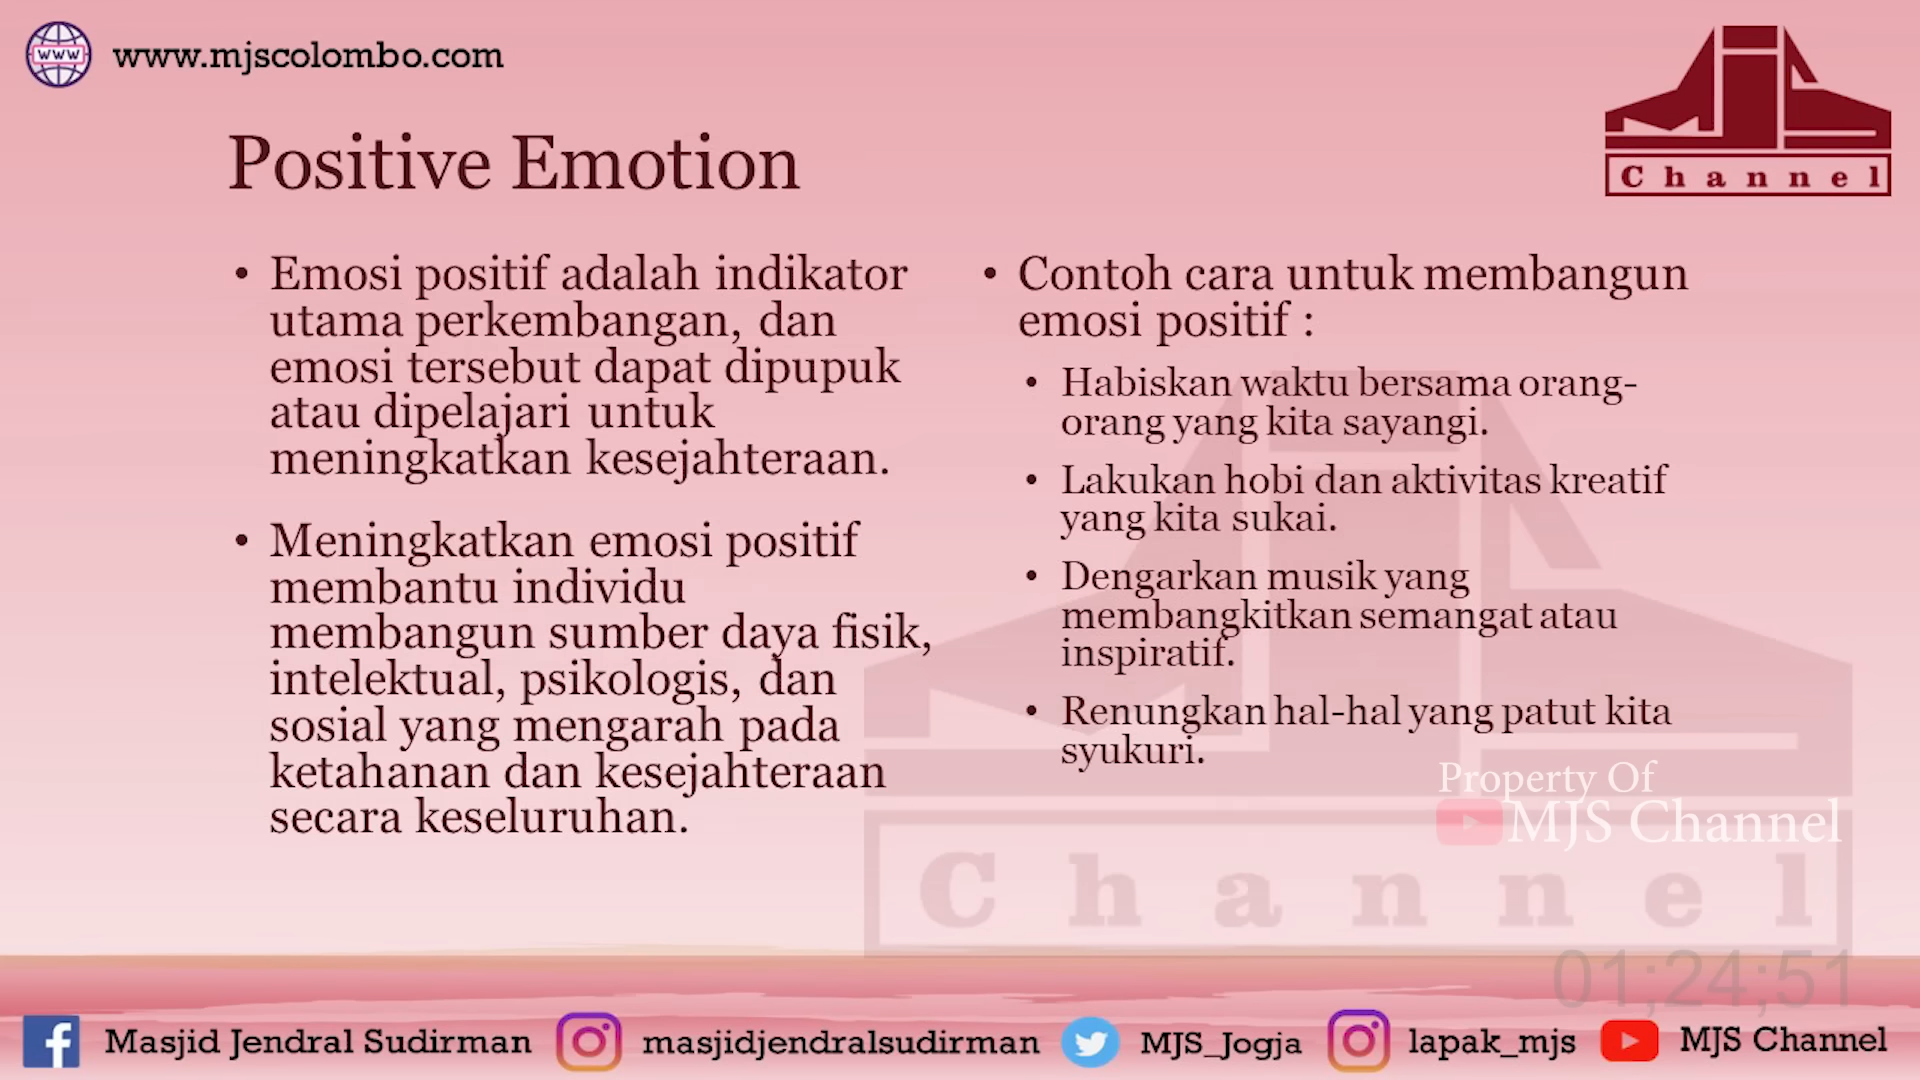 www
www.mjscolombo.com
MJS
Channel
Positive Emotion
• Emosi positif adalah indikator
utama perkembangan, dan
emosi tersebut dapat dipupuk
atau dipelajari untuk
meningkatkan kesejahteraan.
• Meningkatkan emosi positif
membantu individu
membangun sumber daya fisik,
intelektual, psikologis, dan
sosial yang mengarah pada
ketahanan dan kesejahteraan
secara keseluruhan.
• Contoh cara untuk membangun
emosi positif :
• Habiskan waktu bersama orang-
orang yang kita sayangi.
• Lakukan hobi dan aktivitas kreatif
yang kita sukai.
• Dengarkan musik yang
membangkitkan semangat atau
inspiratif.
• Renungkan hal-hal yang patut kita
syukuri.
Property Of
MJS Channel
Channel
01;24;51
Masjid Jendral Sudirman
masjidjendralsudirman
MJS_Jogja
lapak_mjs
MJS Channel